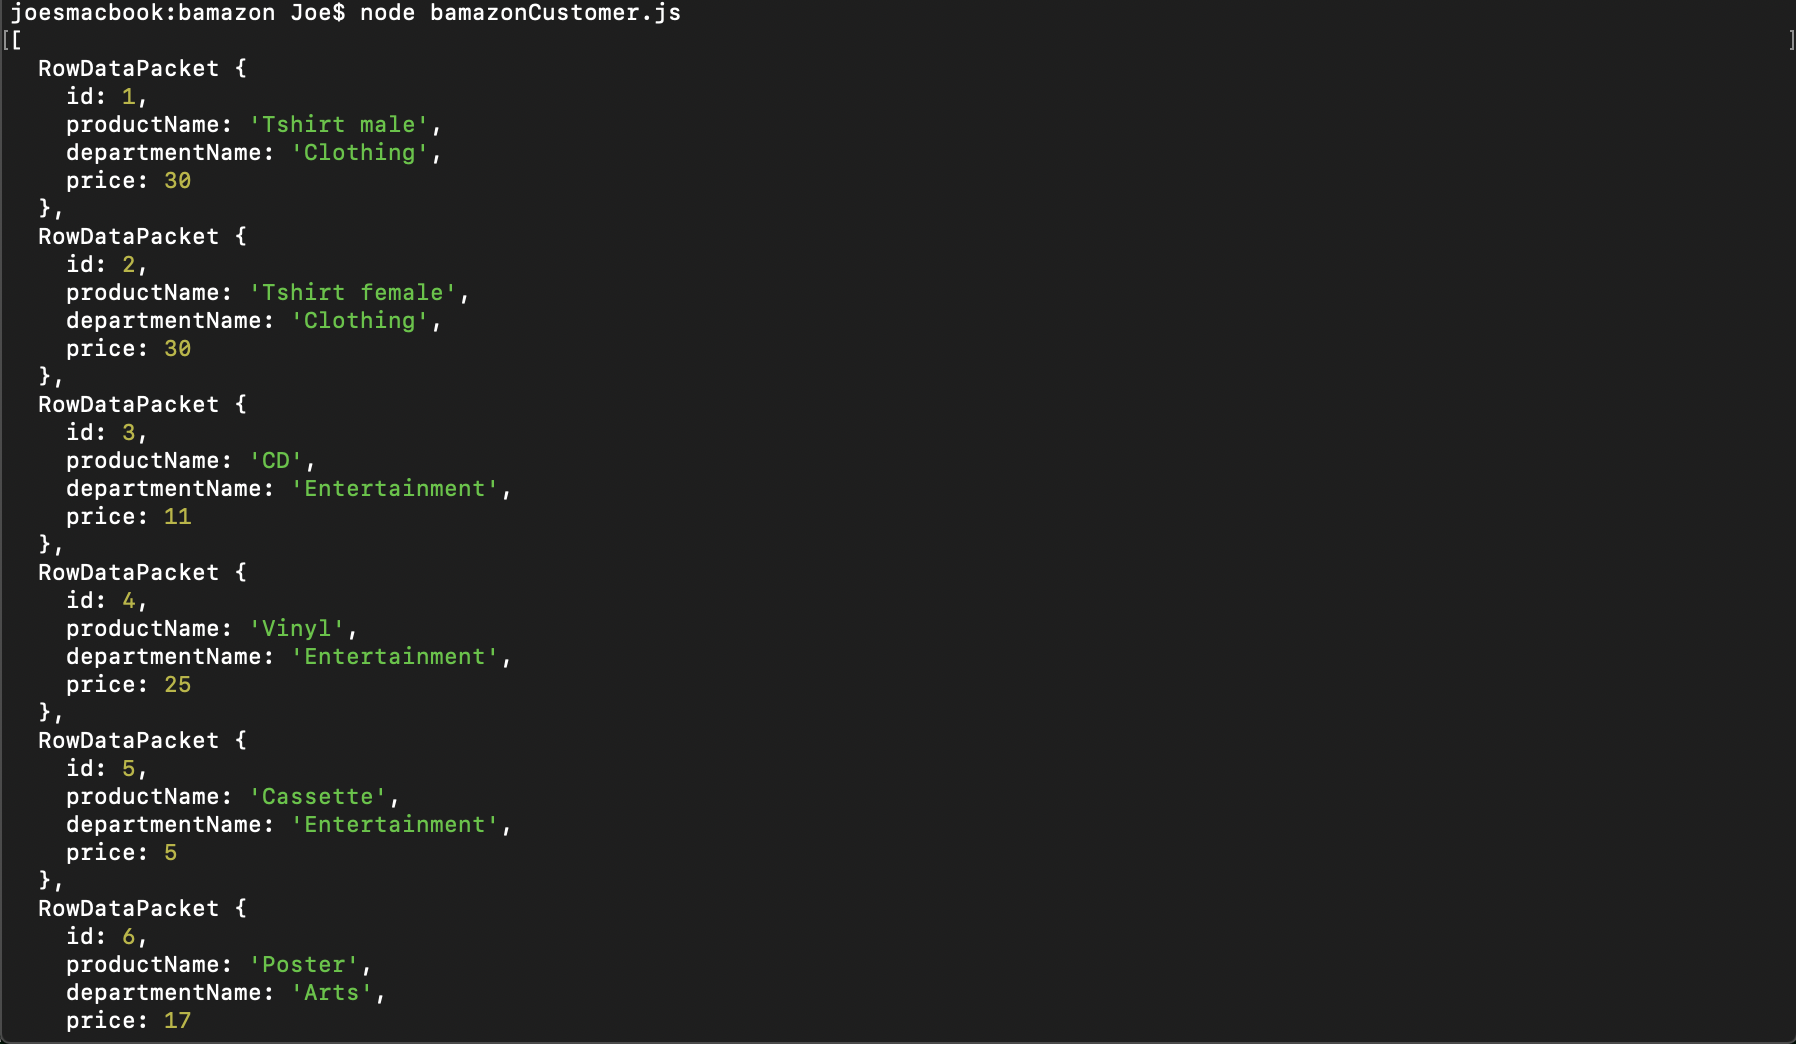 joesmacbook:bamazon Joe$ node bamazonCustomer.js
[[ ]
  RowDataPacket {
    id: 1,
    productName: 'Tshirt male',
    departmentName: 'Clothing',
    price: 30
  },
  RowDataPacket {
    id: 2,
    productName: 'Tshirt female',
    departmentName: 'Clothing',
    price: 30
  },
  RowDataPacket {
    id: 3,
    productName: 'CD',
    departmentName: 'Entertainment',
    price: 11
  },
  RowDataPacket {
    id: 4,
    productName: 'Vinyl',
    departmentName: 'Entertainment',
    price: 25
  },
  RowDataPacket {
    id: 5,
    productName: 'Cassette',
    departmentName: 'Entertainment',
    price: 5
  },
  RowDataPacket {
    id: 6,
    productName: 'Poster',
    departmentName: 'Arts',
    price: 17